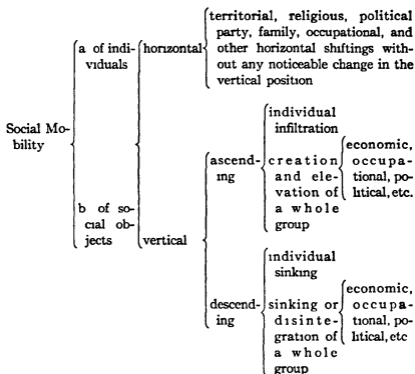 Social Mo-
bility
a of indi-
viduals
b of so-
cial ob-
jects
horizontal
territorial, religious, political
party, family, occupational, and
other horizontal shiftings with-
out any noticeable change in the
vertical position
vertical
ascend-
ing
individual
infiltration
creation
and ele-
vation of
a whole
group
economic,
occupa-
tional, po-
litical, etc.
descend-
ing
individual
sinking
sinking or
disinte-
gration of
a whole
group
economic,
occupa-
tional, po-
litical, etc